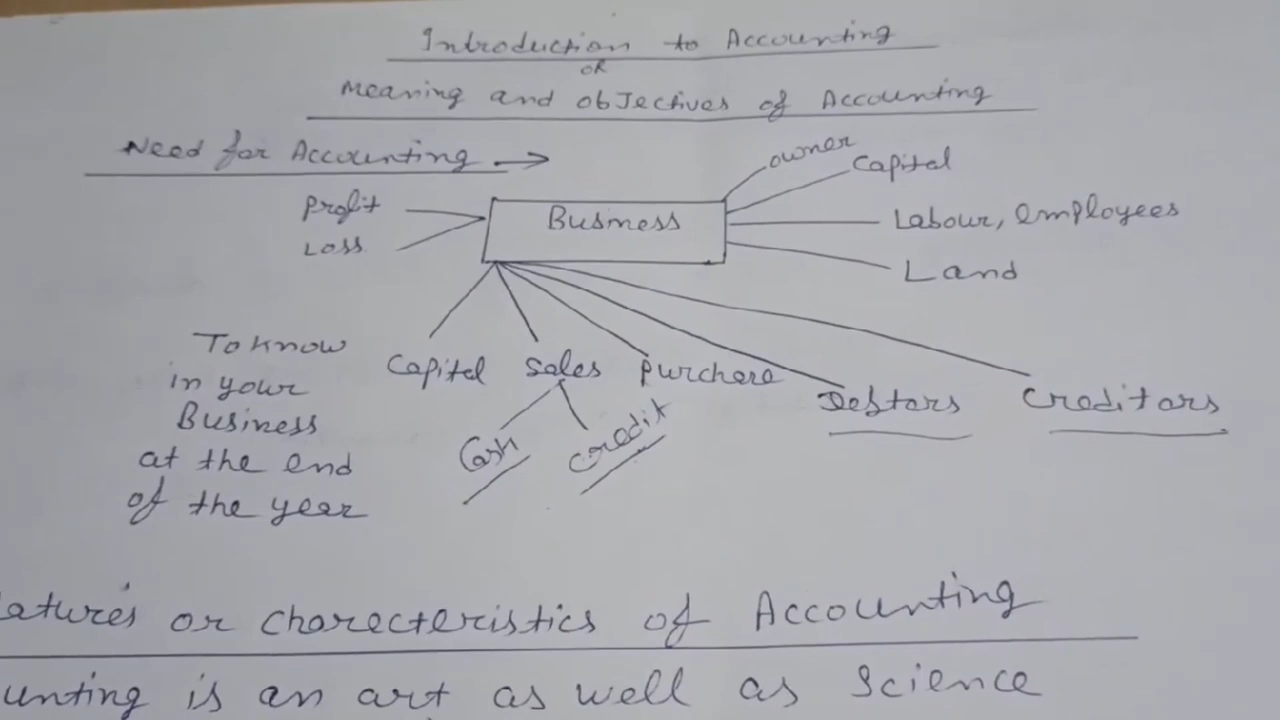 Introduction to Accounting
OR
Meaning and objectives of Accounting
Need for Accounting →
owner
Capital
Profit
Business
Labour, employees
Loss
Land
To know
in your
Business
at the end
of the year
Capital
Sales
purchase
Debtors
Creditors
Cash
credit
atures or charecteristics of Accounting
unting is an art as well as Science